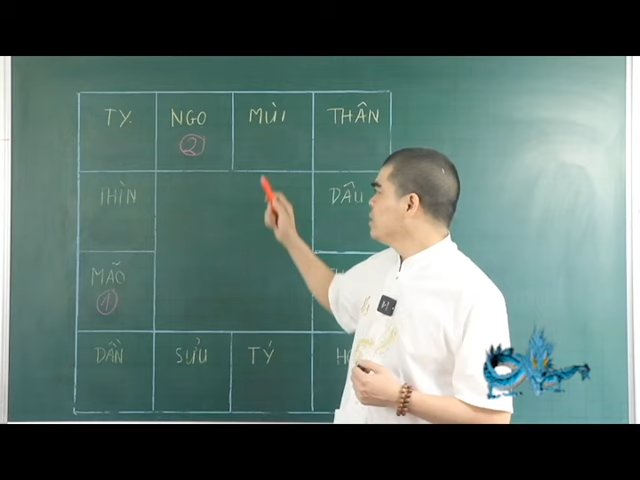 TỴ NGỌ MÙI THÂN
②
THÌN DẬU
MÃO
①
DẦN SỬU TÝ